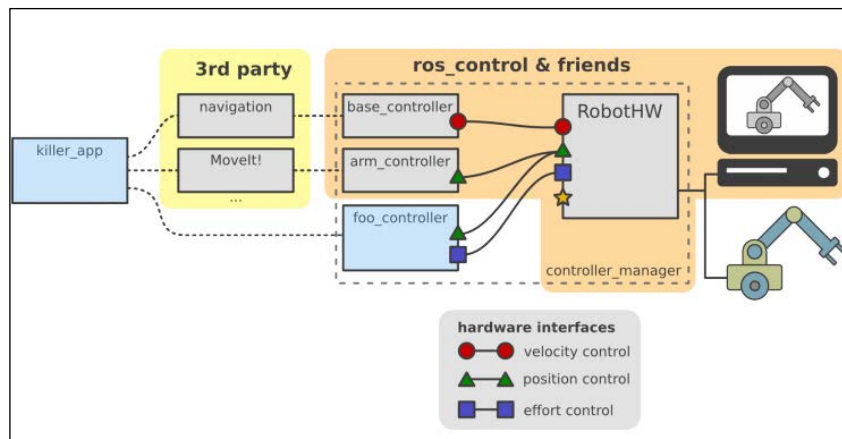 3rd party
ros_control & friends
navigation
base_controller
RobotHW
killer_app
MoveIt!
arm_controller
...
foo_controller
controller_manager
hardware interfaces
velocity control
position control
effort control